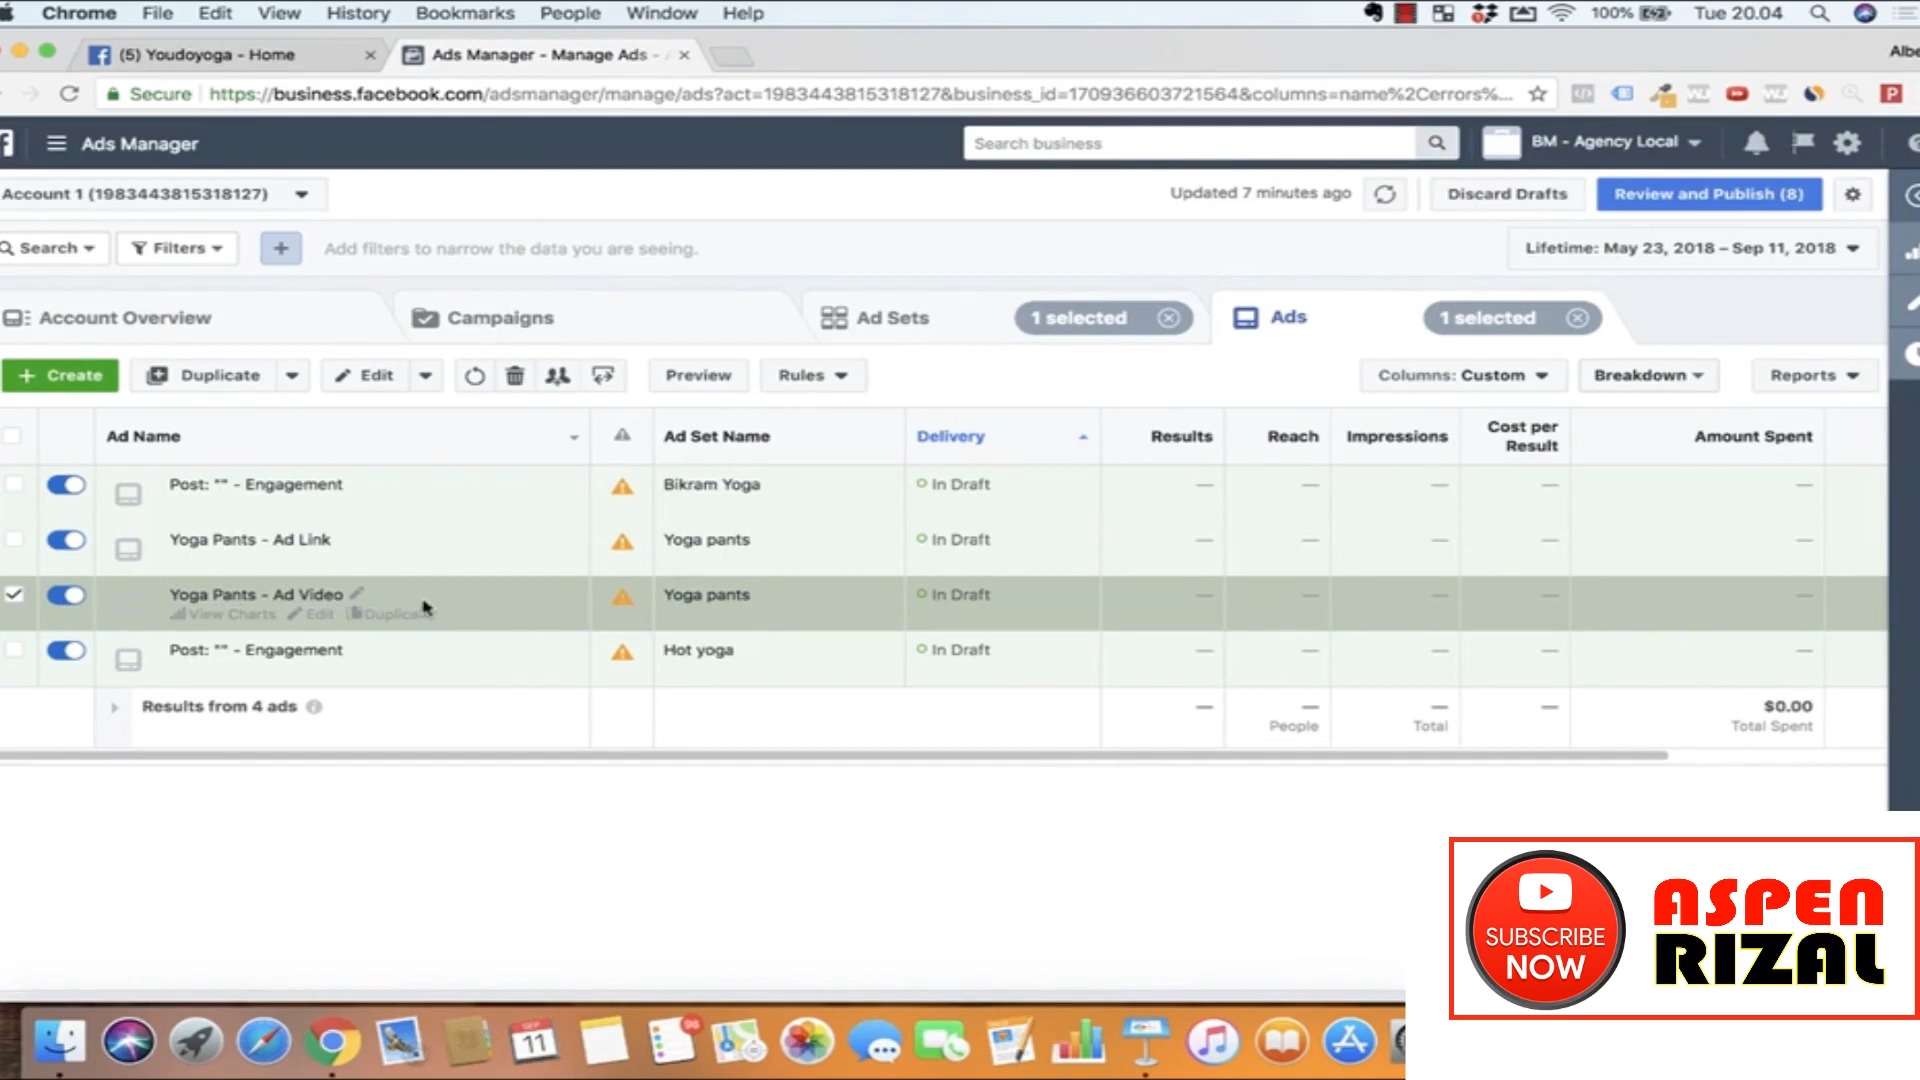 Chrome File Edit View History Bookmarks People Window Help 100% Tue 20.04
(5) Youdoyoga - Home Ads Manager - Manage Ads - Albe
Secure https://business.facebook.com/adsmanager/manage/ads?act=1983443815318127&business_id=170936603721564&columns=name%2Cerrors%...
Ads Manager Search business BM - Agency Local
Account 1 (1983443815318127) Updated 7 minutes ago Discard Drafts Review and Publish (8)
Search Filters + Add filters to narrow the data you are seeing. Lifetime: May 23, 2018 – Sep 11, 2018
Account Overview Campaigns Ad Sets 1 selected Ads 1 selected
+ Create Duplicate Edit Preview Rules Columns: Custom Breakdown Reports
Ad Name Ad Set Name Delivery Results Reach Impressions Cost per Result Amount Spent
Post: "" - Engagement Bikram Yoga In Draft — — — — —
Yoga Pants - Ad Link Yoga pants In Draft — — — — —
Yoga Pants - Ad Video Yoga pants In Draft — — — — —
View Charts Edit Duplica
Post: "" - Engagement Hot yoga In Draft — — — — —
Results from 4 ads — — — — $0.00
People Total Total Spent
SUBSCRIBE
NOW
ASPEN
RIZAL
SEP
11
98